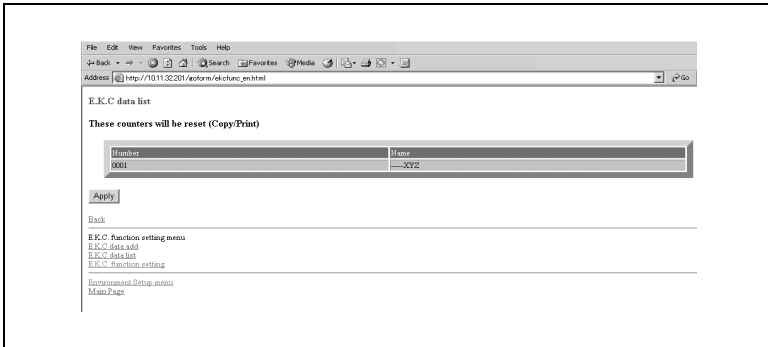 File Edit View Favorites Tools Help
Back Search Favorites Media
Address http://10.11.32.201/goform/ekcfunc_en.html Go
E.K.C data list
These counters will be reset (Copy/Print)
Number Name
0001 -----XYZ
Apply
Back
E.K.C. function setting menu
E.K.C data add
E.K.C data list
E.K.C. function setting
Environment Setup menu
Main Page